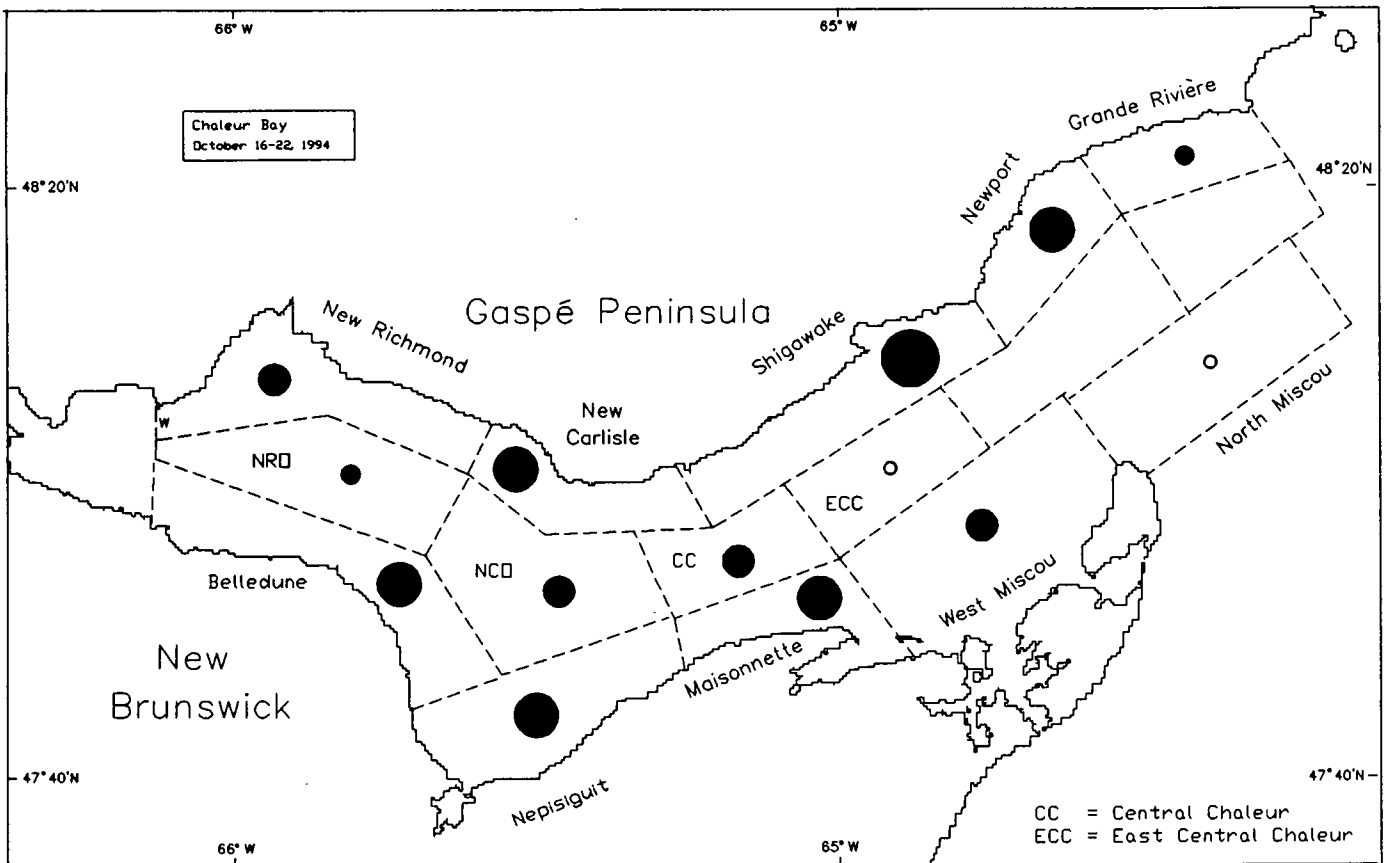 66° W
65° W
Grande Rivière
Chaleur Bay
October 16-22, 1994
48° 20'N
48° 20'N
Newport
Gaspé Peninsula
New Richmond
Shigawake
North Miscou
New
Carlisle
W
NRO
ECC
Belledune
NCO
CC
West Miscou
New
Brunswick
Maisonnette
47° 40'N
47° 40'N
Nepisiguit
CC = Central Chaleur
ECC = East Central Chaleur
66° W
65° W